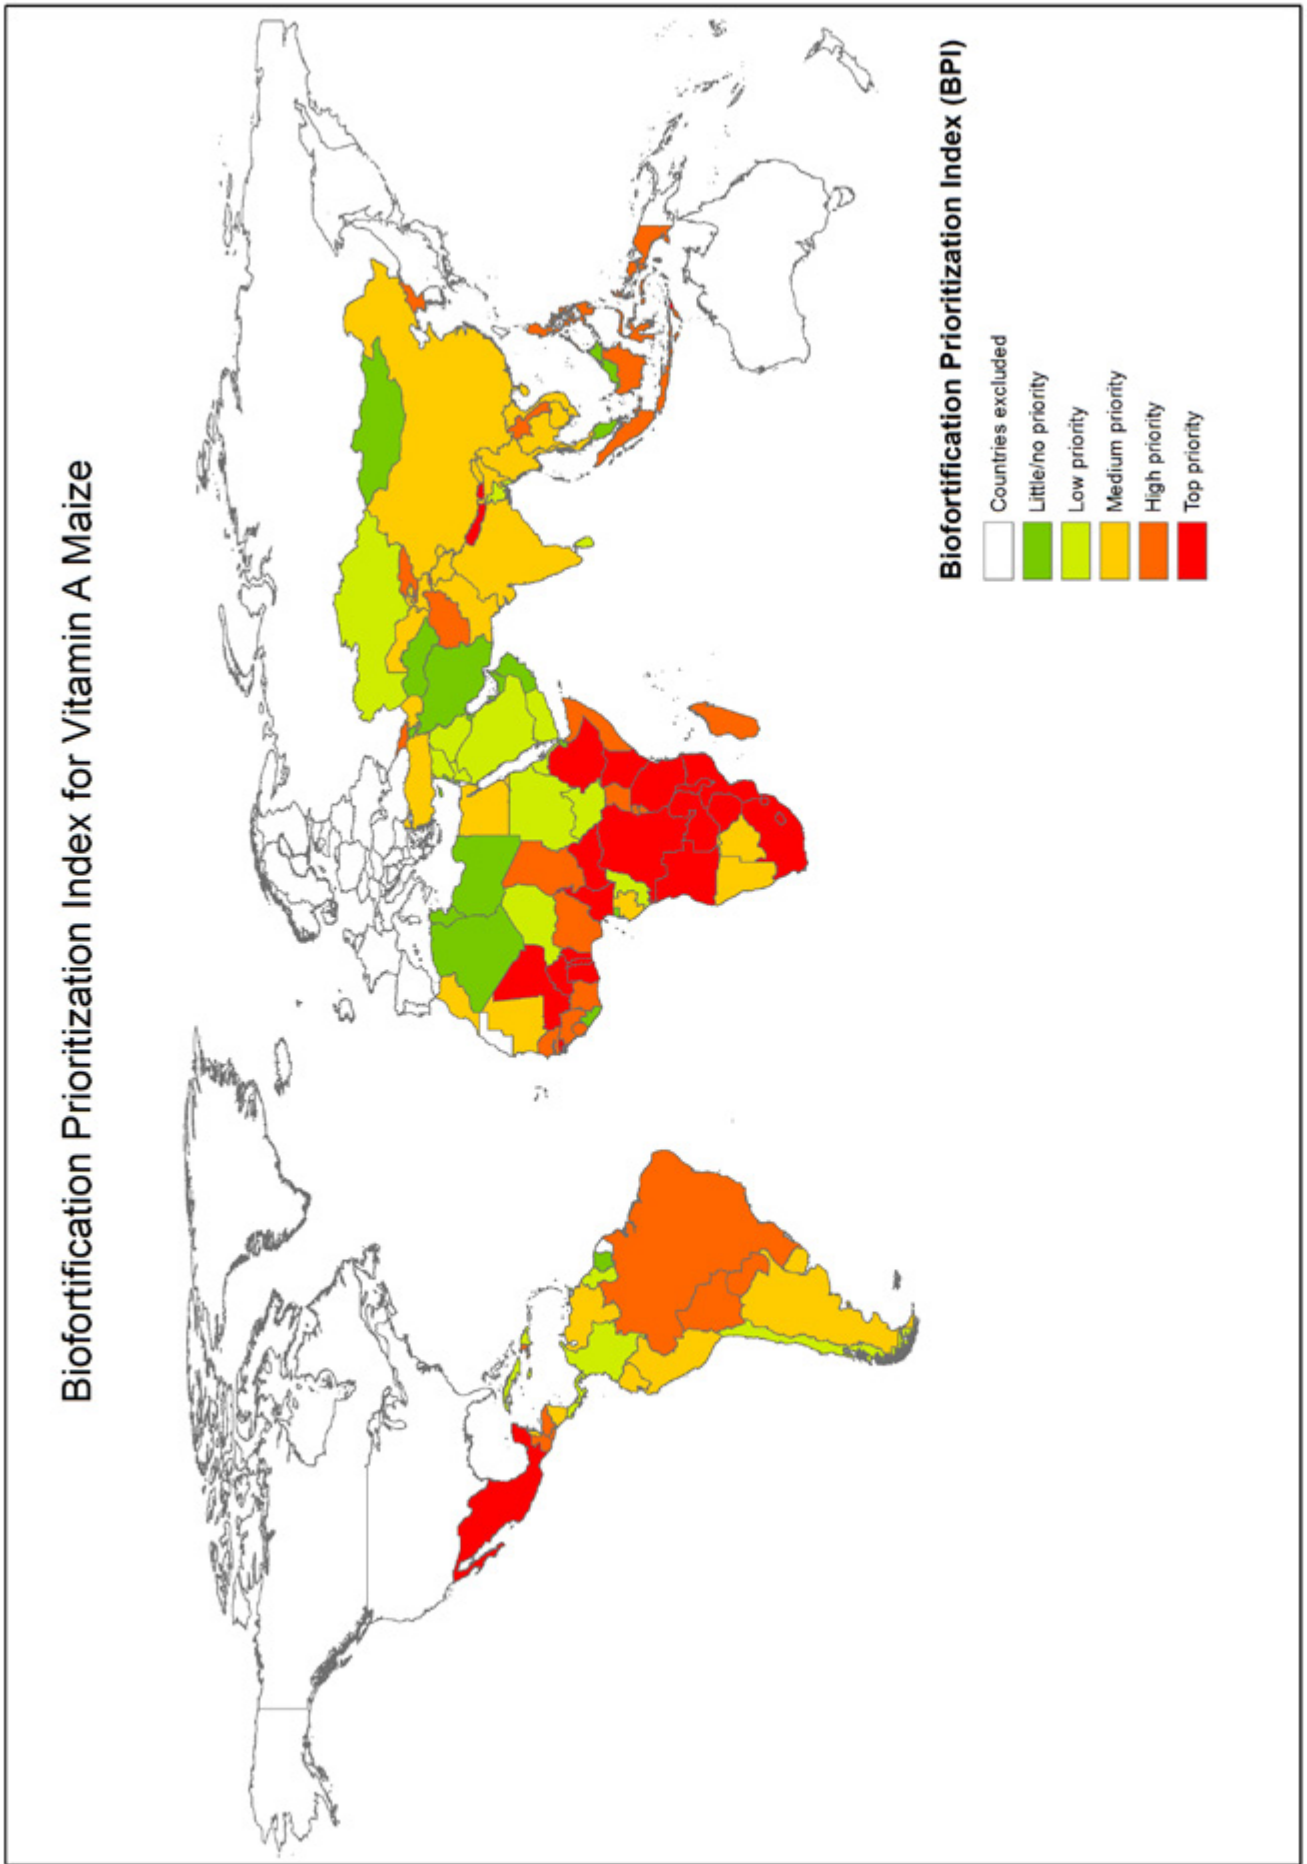 Biofortification Prioritization Index for Vitamin A Maize
Biofortification Prioritization Index (BPI)
Countries excluded
Little/no priority
Low priority
Medium priority
High priority
Top priority